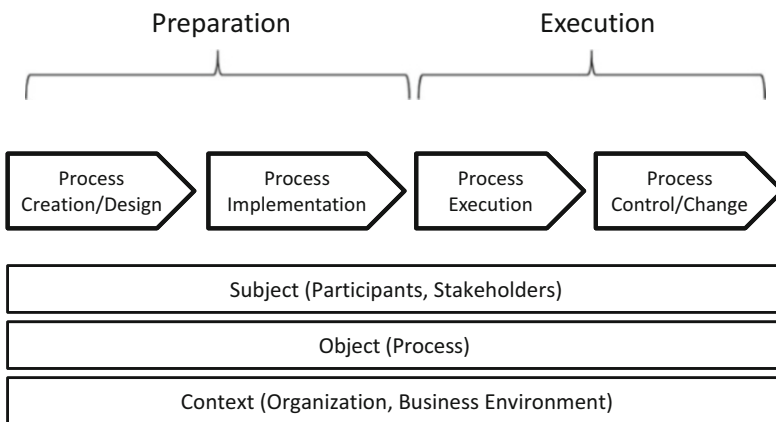 Preparation
Execution
Process
Creation/Design
Process
Implementation
Process
Execution
Process
Control/Change
Subject (Participants, Stakeholders)
Object (Process)
Context (Organization, Business Environment)